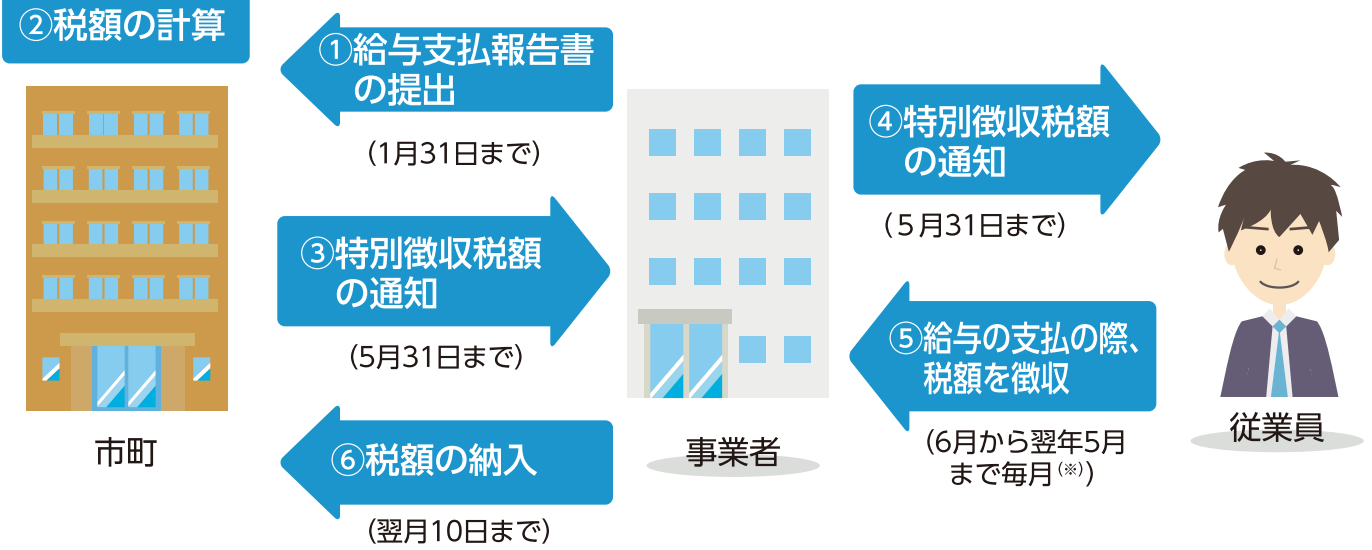 ②税額の計算
①給与支払報告書
の提出
(1月31日まで)
③特別徴収税額
の通知
(5月31日まで)
④特別徴収税額
の通知
(５月31日まで)
⑤給与の支払の際、
税額を徴収
(6月から翌年5月
まで毎月(※))
⑥税額の納入
(翌月10日まで)
市町
事業者
従業員